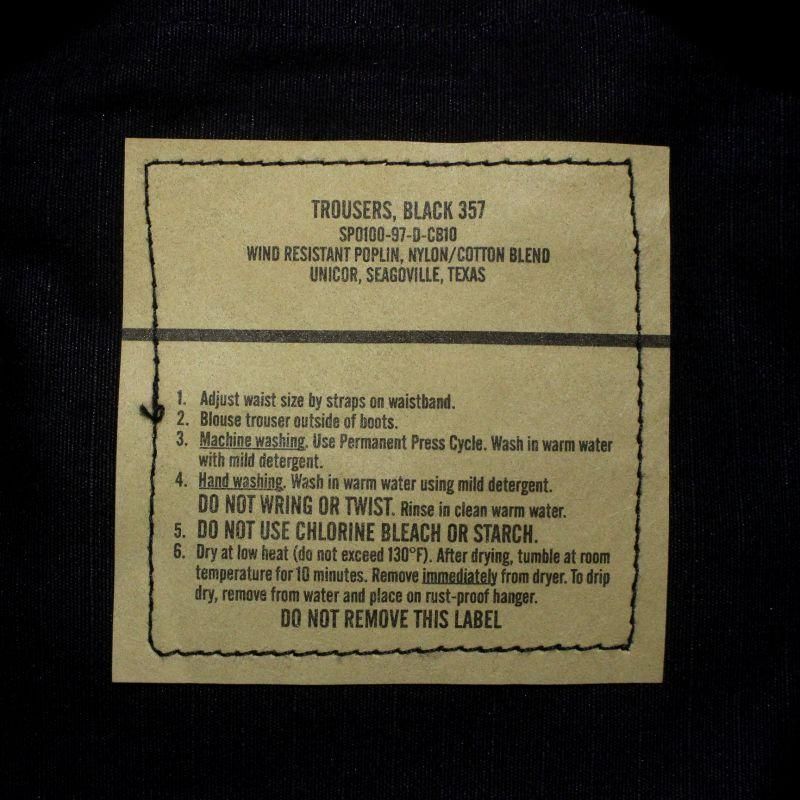 TROUSERS, BLACK 357
SPO100-97-D-CB10
WIND RESISTANT POPLIN, NYLON/COTTON BLEND
UNICOR, SEAGOVILLE, TEXAS
1. Adjust waist size by straps on waistband.
2. Blouse trouser outside of boots.
3. Machine washing. Use Permanent Press Cycle. Wash in warm water
with mild detergent.
4. Hand washing. Wash in warm water using mild detergent.
DO NOT WRING OR TWIST. Rinse in clean warm water.
5. DO NOT USE CHLORINE BLEACH OR STARCH.
6. Dry at low heat (do not exceed 130°F). After drying, tumble at room
temperature for 10 minutes. Remove immediately from dryer. To drip
dry, remove from water and place on rust-proof hanger.
DO NOT REMOVE THIS LABEL